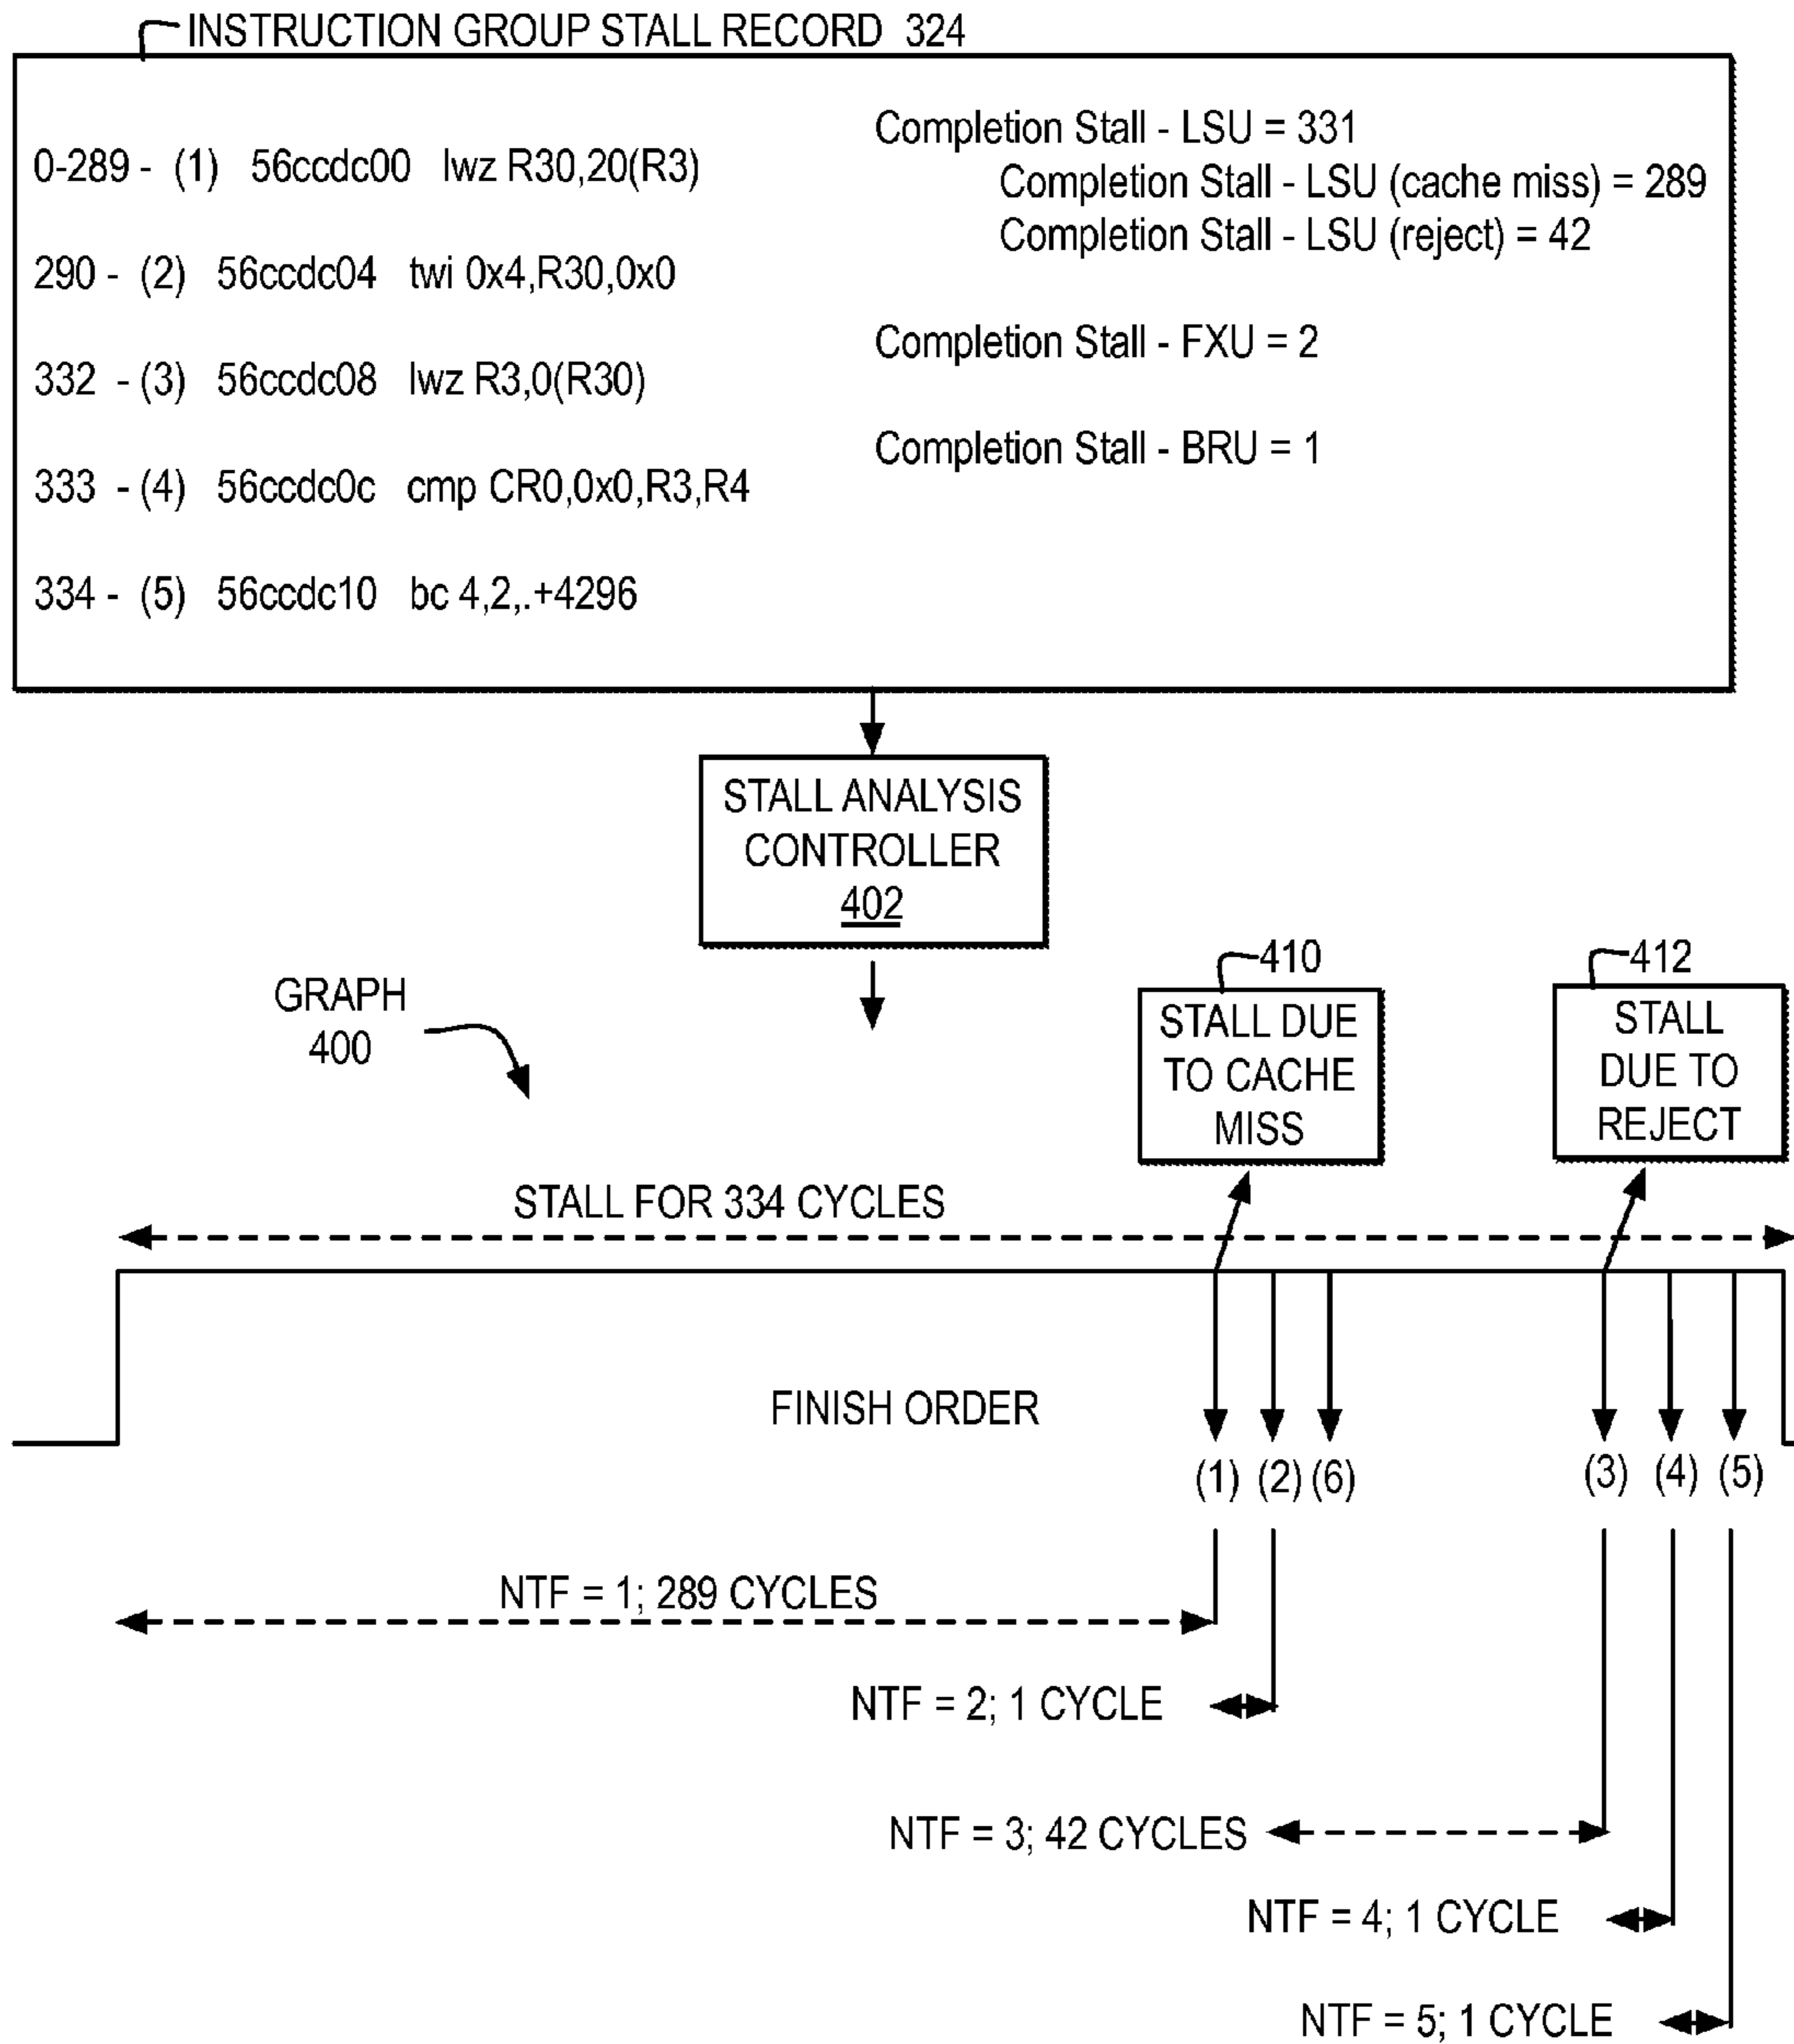 INSTRUCTION GROUP STALL RECORD 324
0-289 - (1) 56ccdc00 lwz R30,20(R3)
290 - (2) 56ccdc04 twi 0x4,R30,0x0
332 - (3) 56ccdc08 lwz R3,0(R30)
333 - (4) 56ccdc0c cmp CR0,0x0,R3,R4
334 - (5) 56ccdc10 bc 4,2,.+4296
Completion Stall - LSU = 331
Completion Stall - LSU (cache miss) = 289
Completion Stall - LSU (reject) = 42
Completion Stall - FXU = 2
Completion Stall - BRU = 1
STALL ANALYSIS
CONTROLLER
402
GRAPH
400
410
STALL DUE
TO CACHE
MISS
412
STALL
DUE TO
REJECT
STALL FOR 334 CYCLES
FINISH ORDER
(1) (2) (6) (3) (4) (5)
NTF = 1; 289 CYCLES
NTF = 2; 1 CYCLE
NTF = 3; 42 CYCLES
NTF = 4; 1 CYCLE
NTF = 5; 1 CYCLE